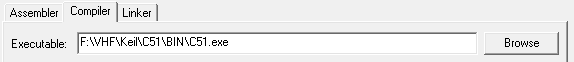 Assembler Compiler Linker
Executable: F:\VHF\Keil\C51\BIN\C51.exe Browse